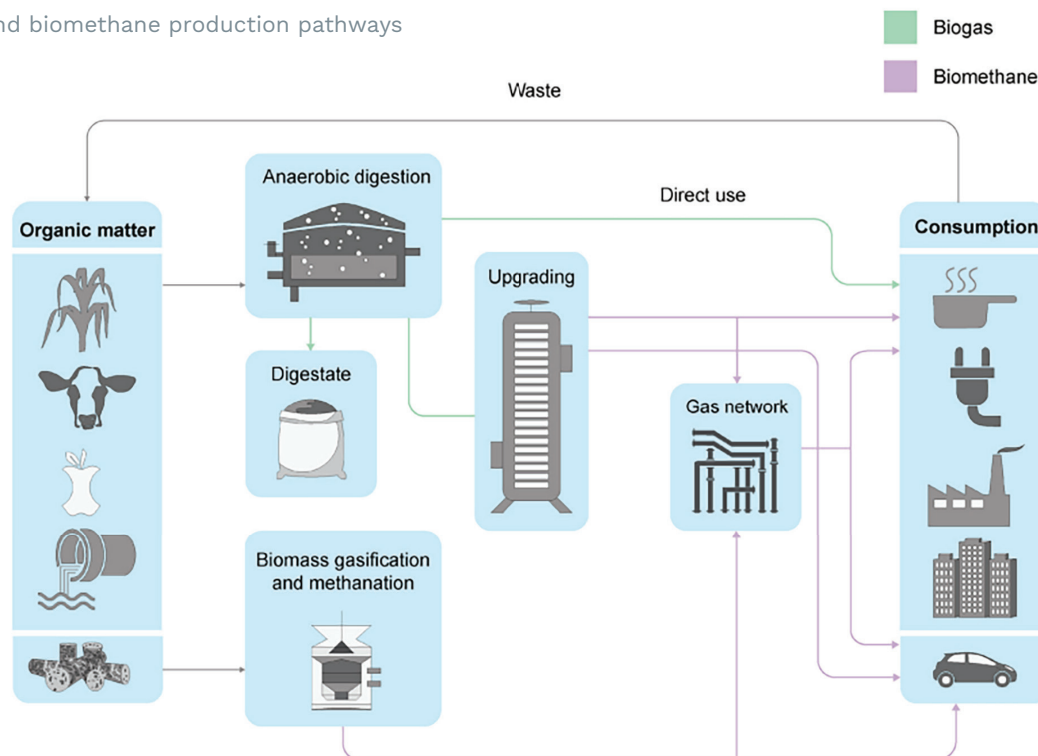 nd biomethane production pathways
Biogas
Biomethane
Waste
Anaerobic digestion
Direct use
Organic matter
Consumption
Upgrading
Digestate
Gas network
Biomass gasification
and methanation